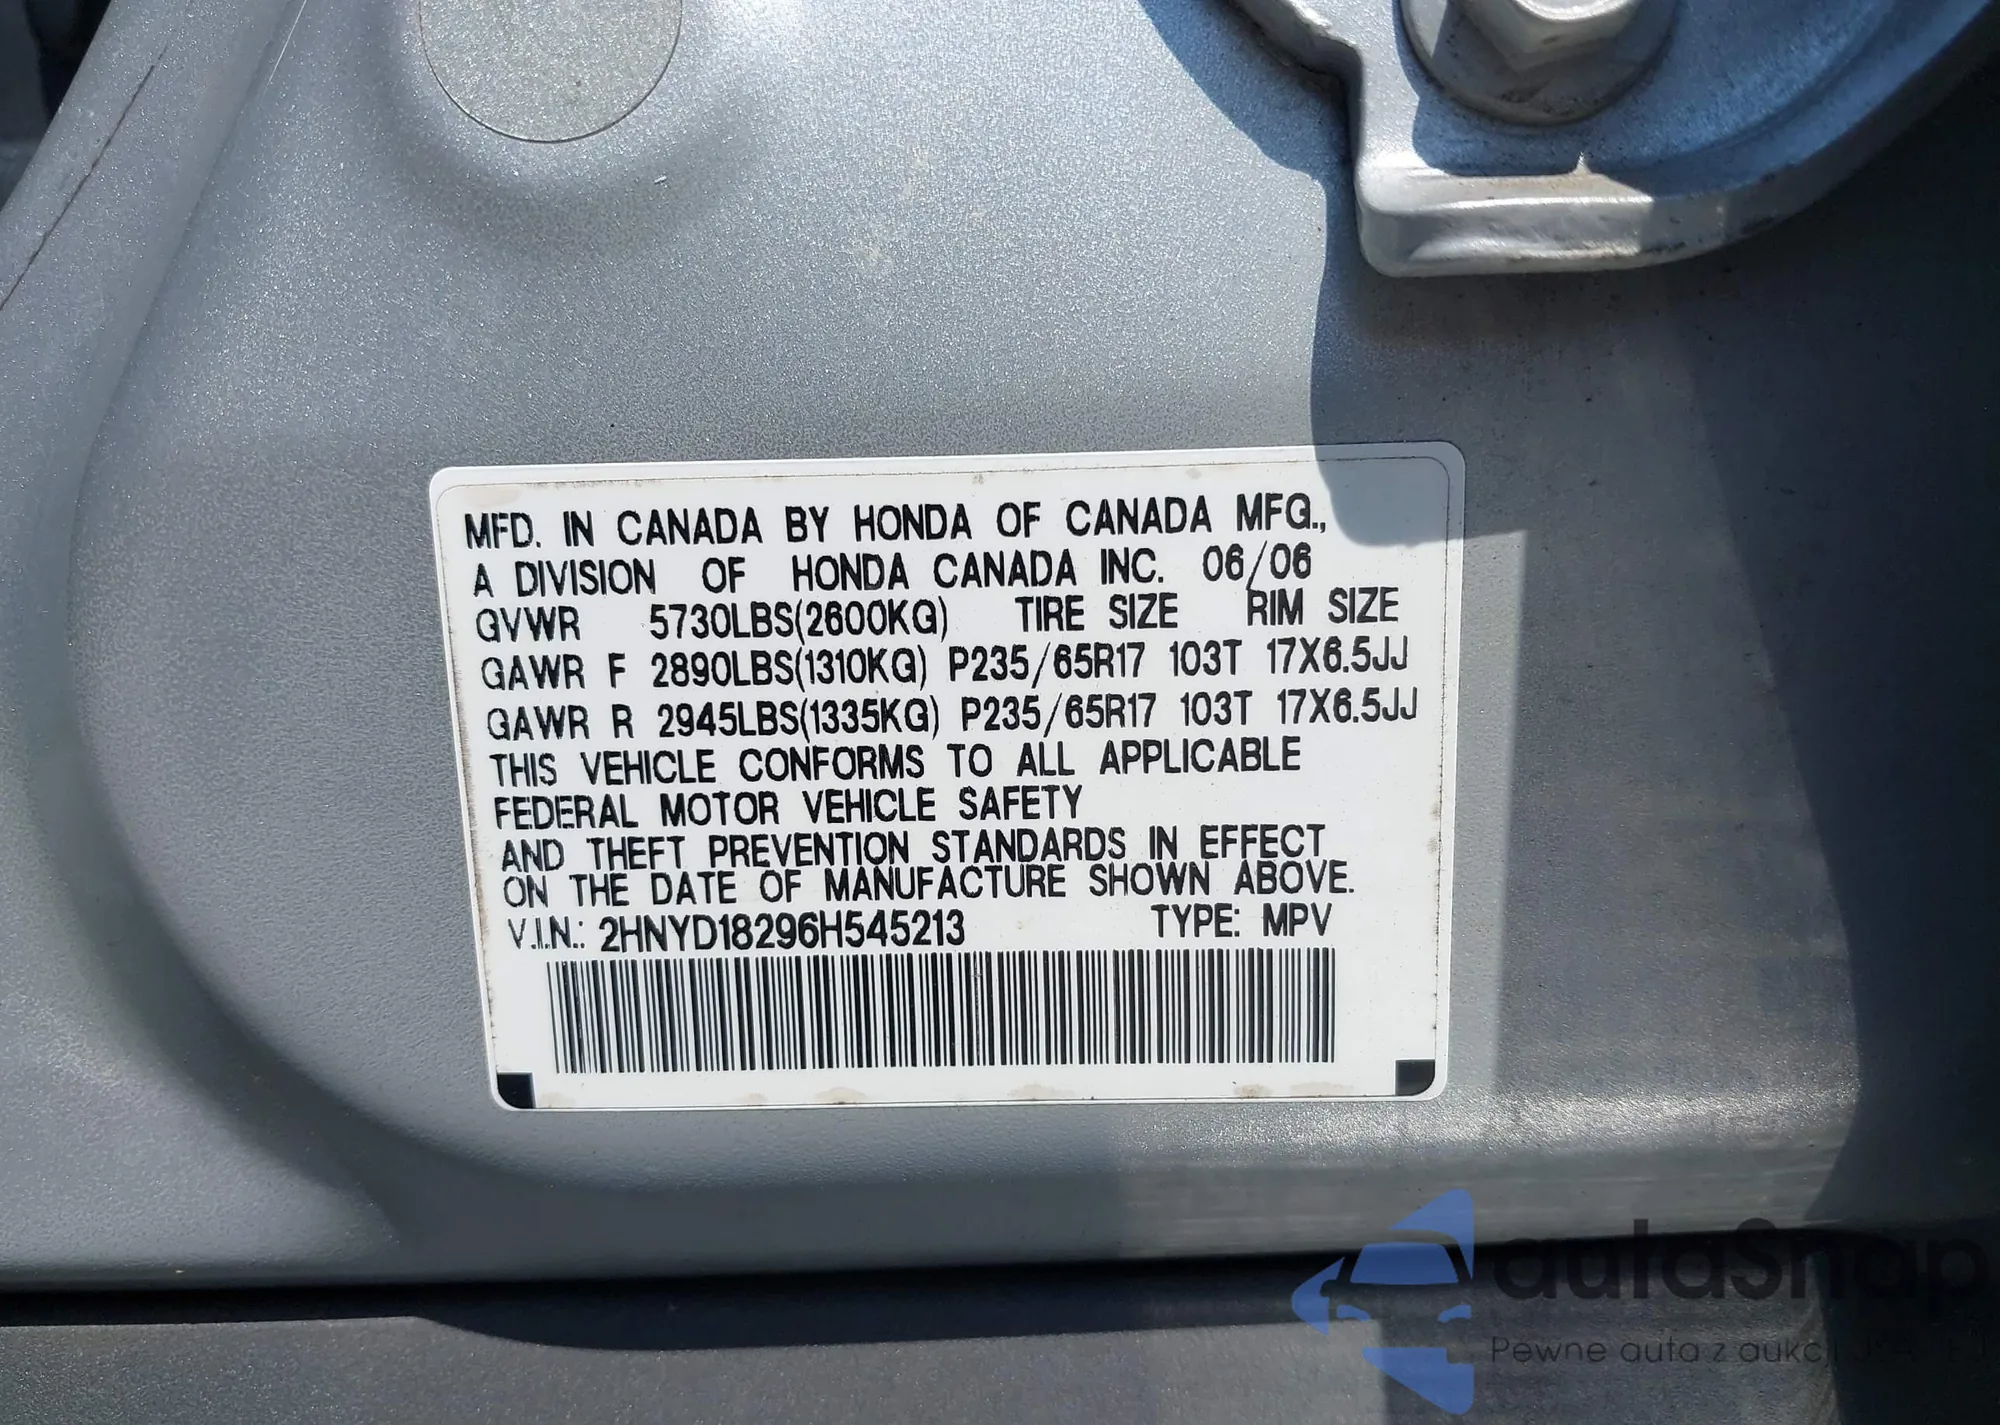 MFD. IN CANADA BY HONDA OF CANADA MFG.,
A DIVISION OF HONDA CANADA INC. 06/06
GVWR 5730LBS(2600KG) TIRE SIZE RIM SIZE
GAWR F 2890LBS(1310KG) P235/65R17 103T 17X6.5JJ
GAWR R 2945LBS(1335KG) P235/65R17 103T 17X6.5JJ
THIS VEHICLE CONFORMS TO ALL APPLICABLE
FEDERAL MOTOR VEHICLE SAFETY
AND THEFT PREVENTION STANDARDS IN EFFECT
ON THE DATE OF MANUFACTURE SHOWN ABOVE.
V.I.N.: 2HNYD18296H545213 TYPE: MPV
autoSnap
Pewne auta z aukcji